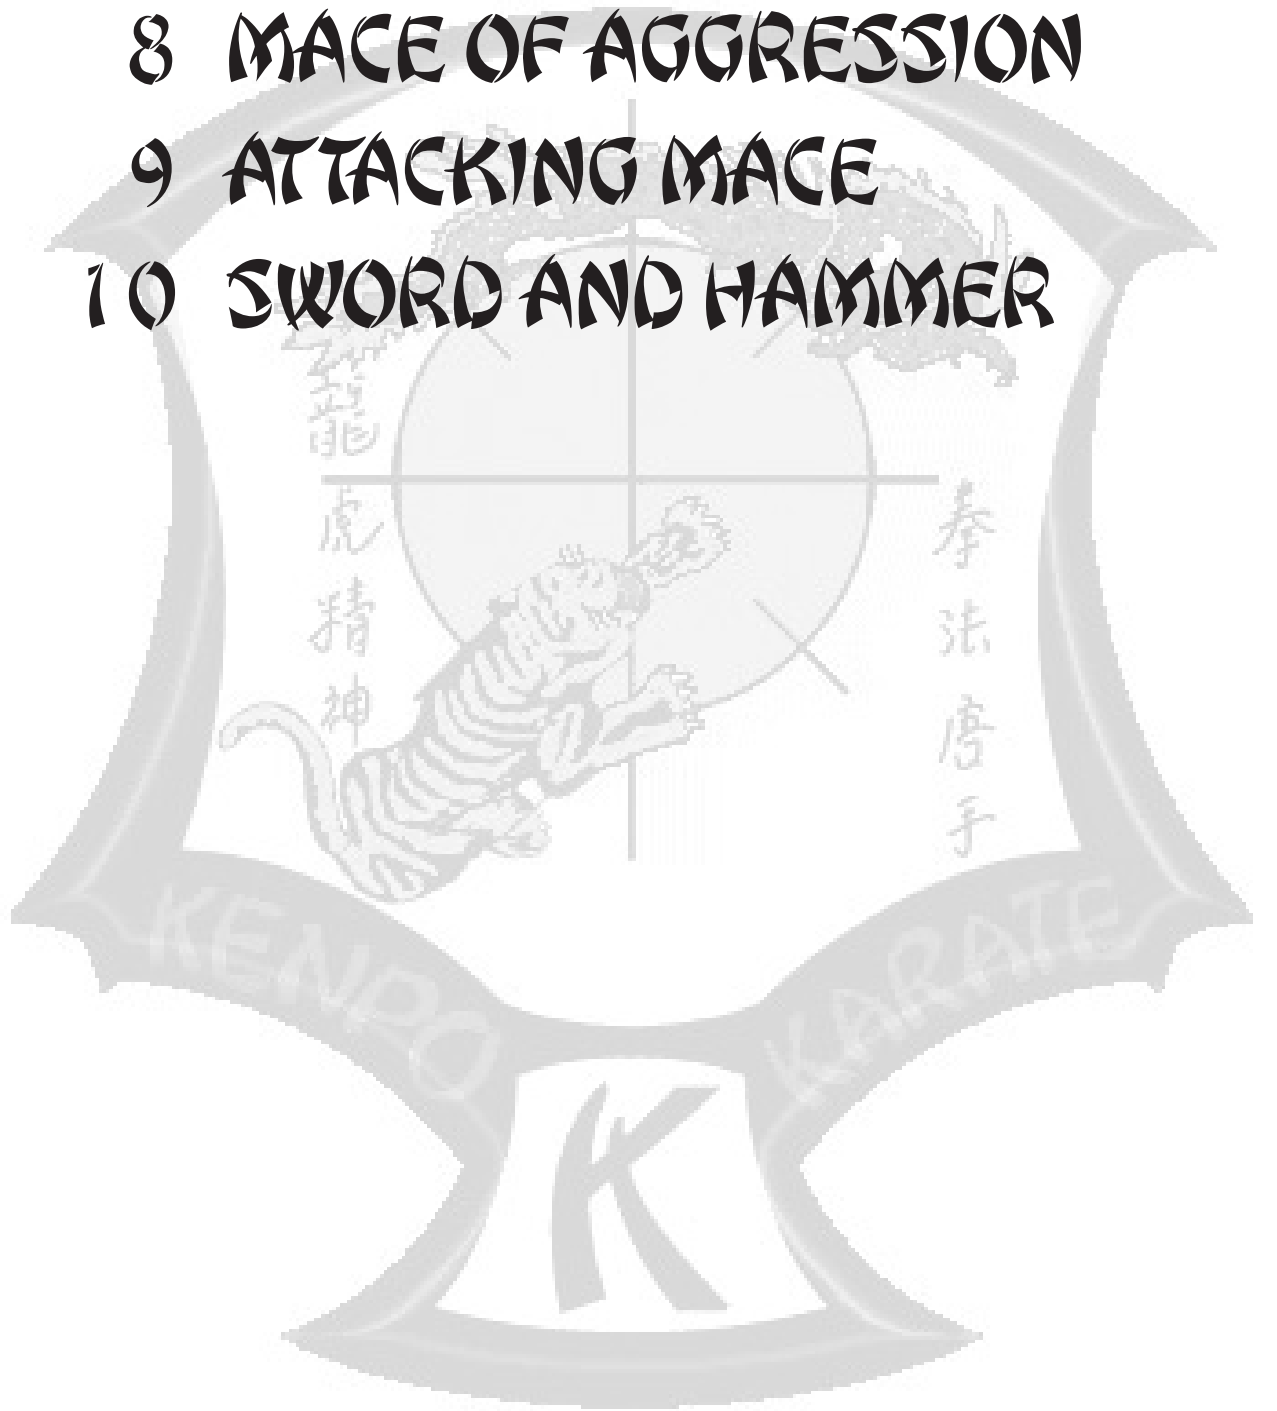 8 MACE OF AGGRESSION
9 ATTACKING MACE
10 SWORD AND HAMMER
龍
虎
精
神
拳
法
唐
手
KENPO
KARATE
K